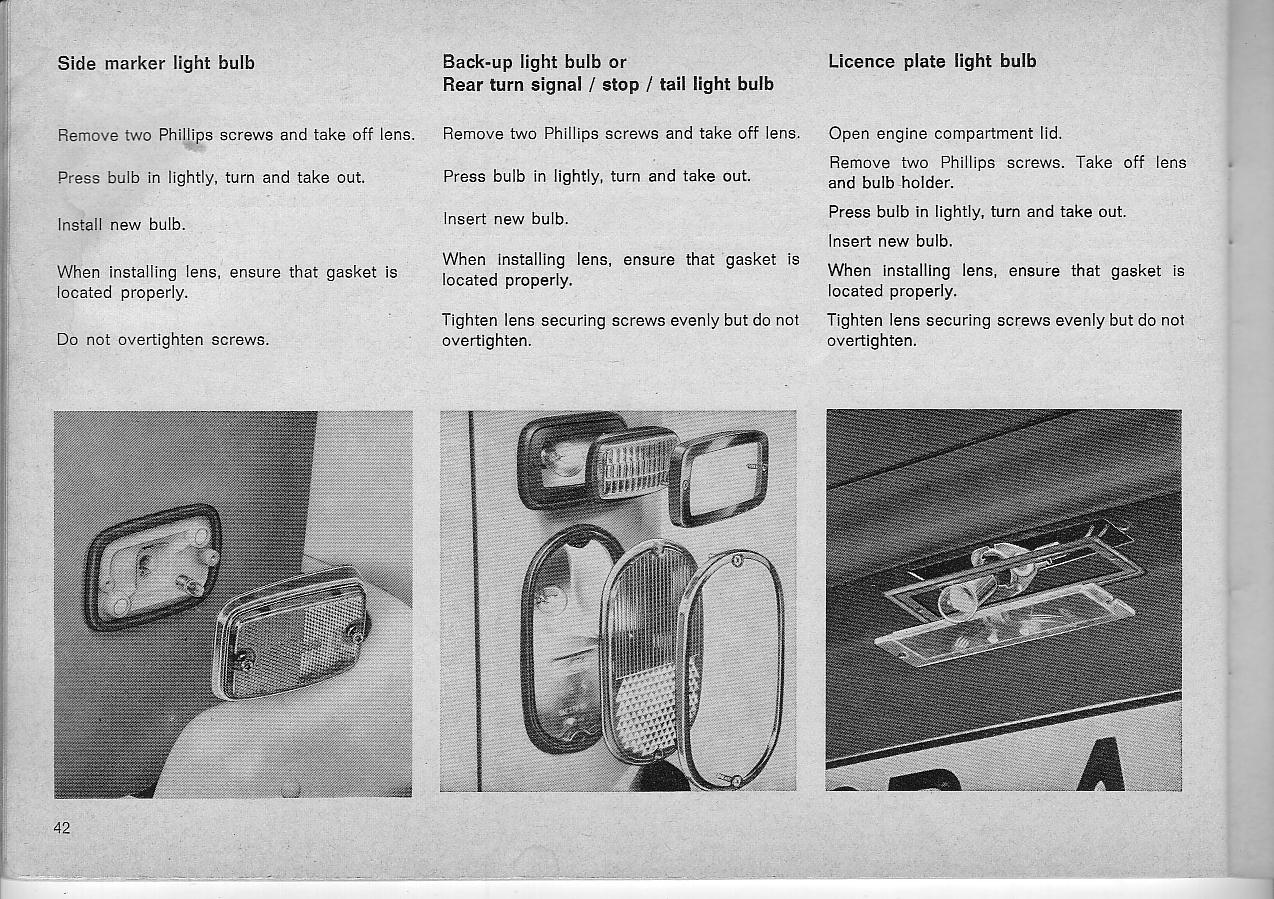 Side marker light bulb
Remove two Phillips screws and take off lens.
Press bulb in lightly, turn and take out.
Install new bulb.
When installing lens, ensure that gasket is
located properly.
Do not overtighten screws.
Back-up light bulb or
Rear turn signal / stop / tail light bulb
Remove two Phillips screws and take off lens.
Press bulb in lightly, turn and take out.
Insert new bulb.
When installing lens, ensure that gasket is
located properly.
Tighten lens securing screws evenly but do not
overtighten.
Licence plate light bulb
Open engine compartment lid.
Remove two Phillips screws. Take off lens
and bulb holder.
Press bulb in lightly, turn and take out.
Insert new bulb.
When installing lens, ensure that gasket is
located properly.
Tighten lens securing screws evenly but do not
overtighten.
42